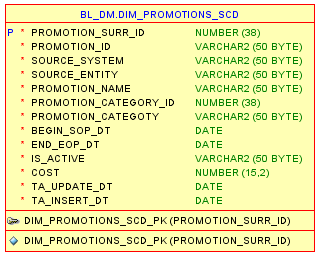 BL_DM.DIM_PROMOTIONS_SCD
P * PROMOTION_SURR_ID NUMBER (38)
* PROMOTION_ID VARCHAR2 (50 BYTE)
* SOURCE_SYSTEM VARCHAR2 (50 BYTE)
* SOURCE_ENTITY VARCHAR2 (50 BYTE)
* PROMOTION_NAME VARCHAR2 (50 BYTE)
* PROMOTION_CATEGORY_ID NUMBER (38)
* PROMOTION_CATEGOTY VARCHAR2 (50 BYTE)
* BEGIN_SOP_DT DATE
* END_EOP_DT DATE
* IS_ACTIVE VARCHAR2 (50 BYTE)
* COST NUMBER (15,2)
* TA_UPDATE_DT DATE
* TA_INSERT_DT DATE
DIM_PROMOTIONS_SCD_PK (PROMOTION_SURR_ID)
DIM_PROMOTIONS_SCD_PK (PROMOTION_SURR_ID)